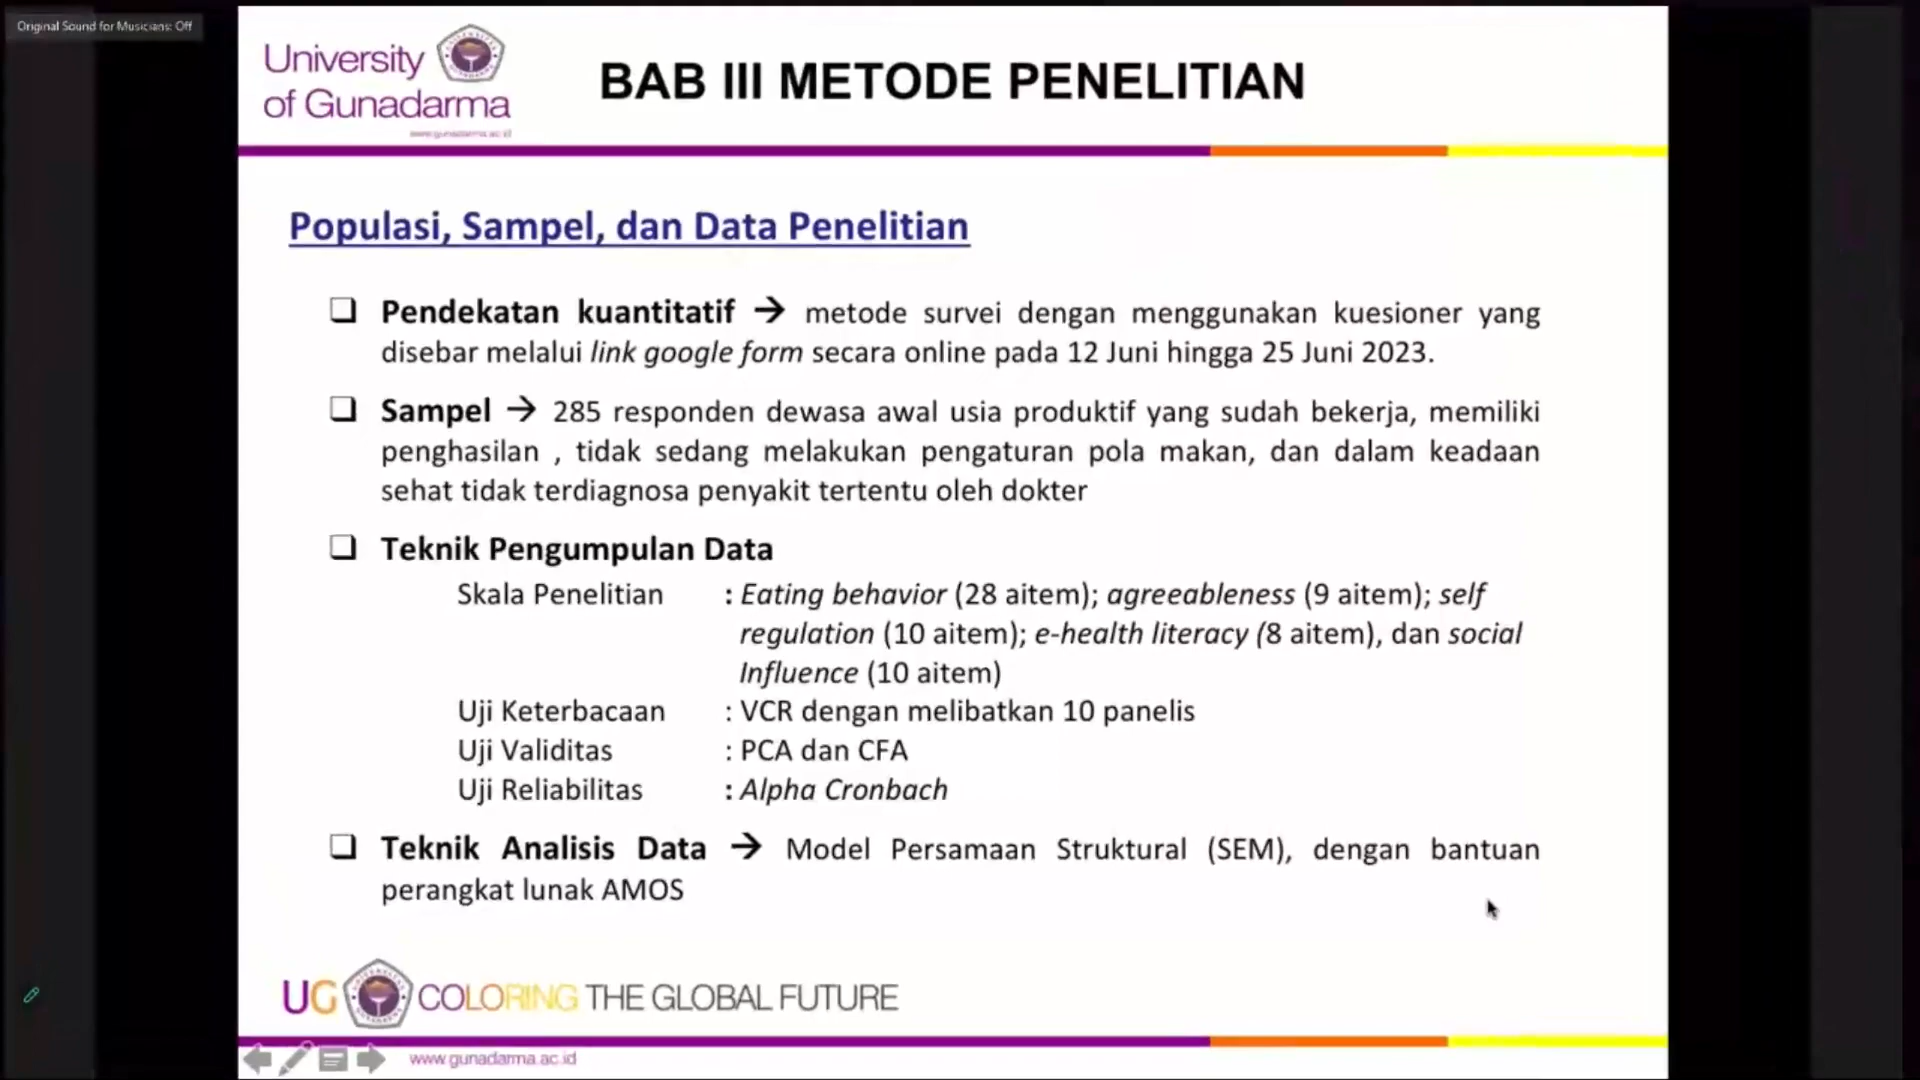 Original Sound for Musicians: Off
University
of Gunadarma
www.gunadarma.ac.id
BAB III METODE PENELITIAN
Populasi, Sampel, dan Data Penelitian
❑ Pendekatan kuantitatif → metode survei dengan menggunakan kuesioner yang
disebar melalui link google form secara online pada 12 Juni hingga 25 Juni 2023.
❑ Sampel → 285 responden dewasa awal usia produktif yang sudah bekerja, memiliki
penghasilan , tidak sedang melakukan pengaturan pola makan, dan dalam keadaan
sehat tidak terdiagnosa penyakit tertentu oleh dokter
❑ Teknik Pengumpulan Data
Skala Penelitian : Eating behavior (28 aitem); agreeableness (9 aitem); self
regulation (10 aitem); e-health literacy (8 aitem), dan social
Influence (10 aitem)
Uji Keterbacaan : VCR dengan melibatkan 10 panelis
Uji Validitas : PCA dan CFA
Uji Reliabilitas : Alpha Cronbach
❑ Teknik Analisis Data → Model Persamaan Struktural (SEM), dengan bantuan
perangkat lunak AMOS
UG COLORING THE GLOBAL FUTURE
www.gunadarma.ac.id